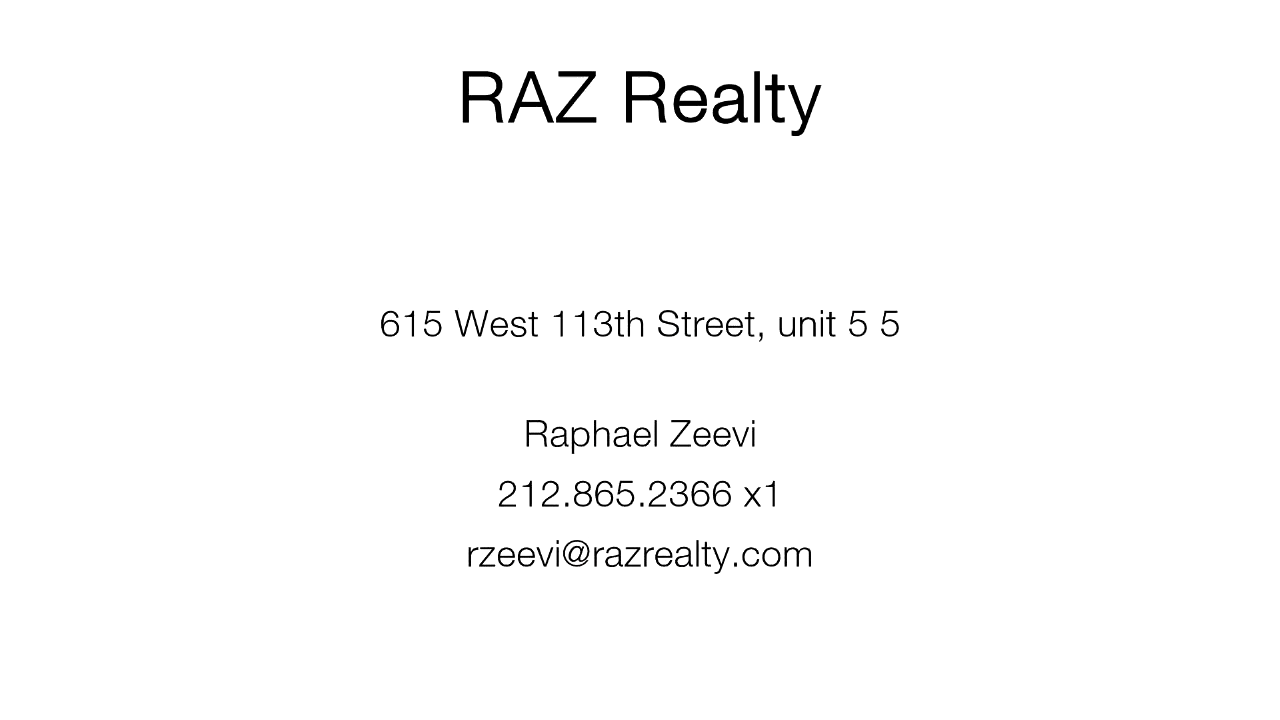 RAZ Realty
615 West 113th Street, unit 5 5
Raphael Zeevi
212.865.2366 x1
rzeevi@razrealty.com